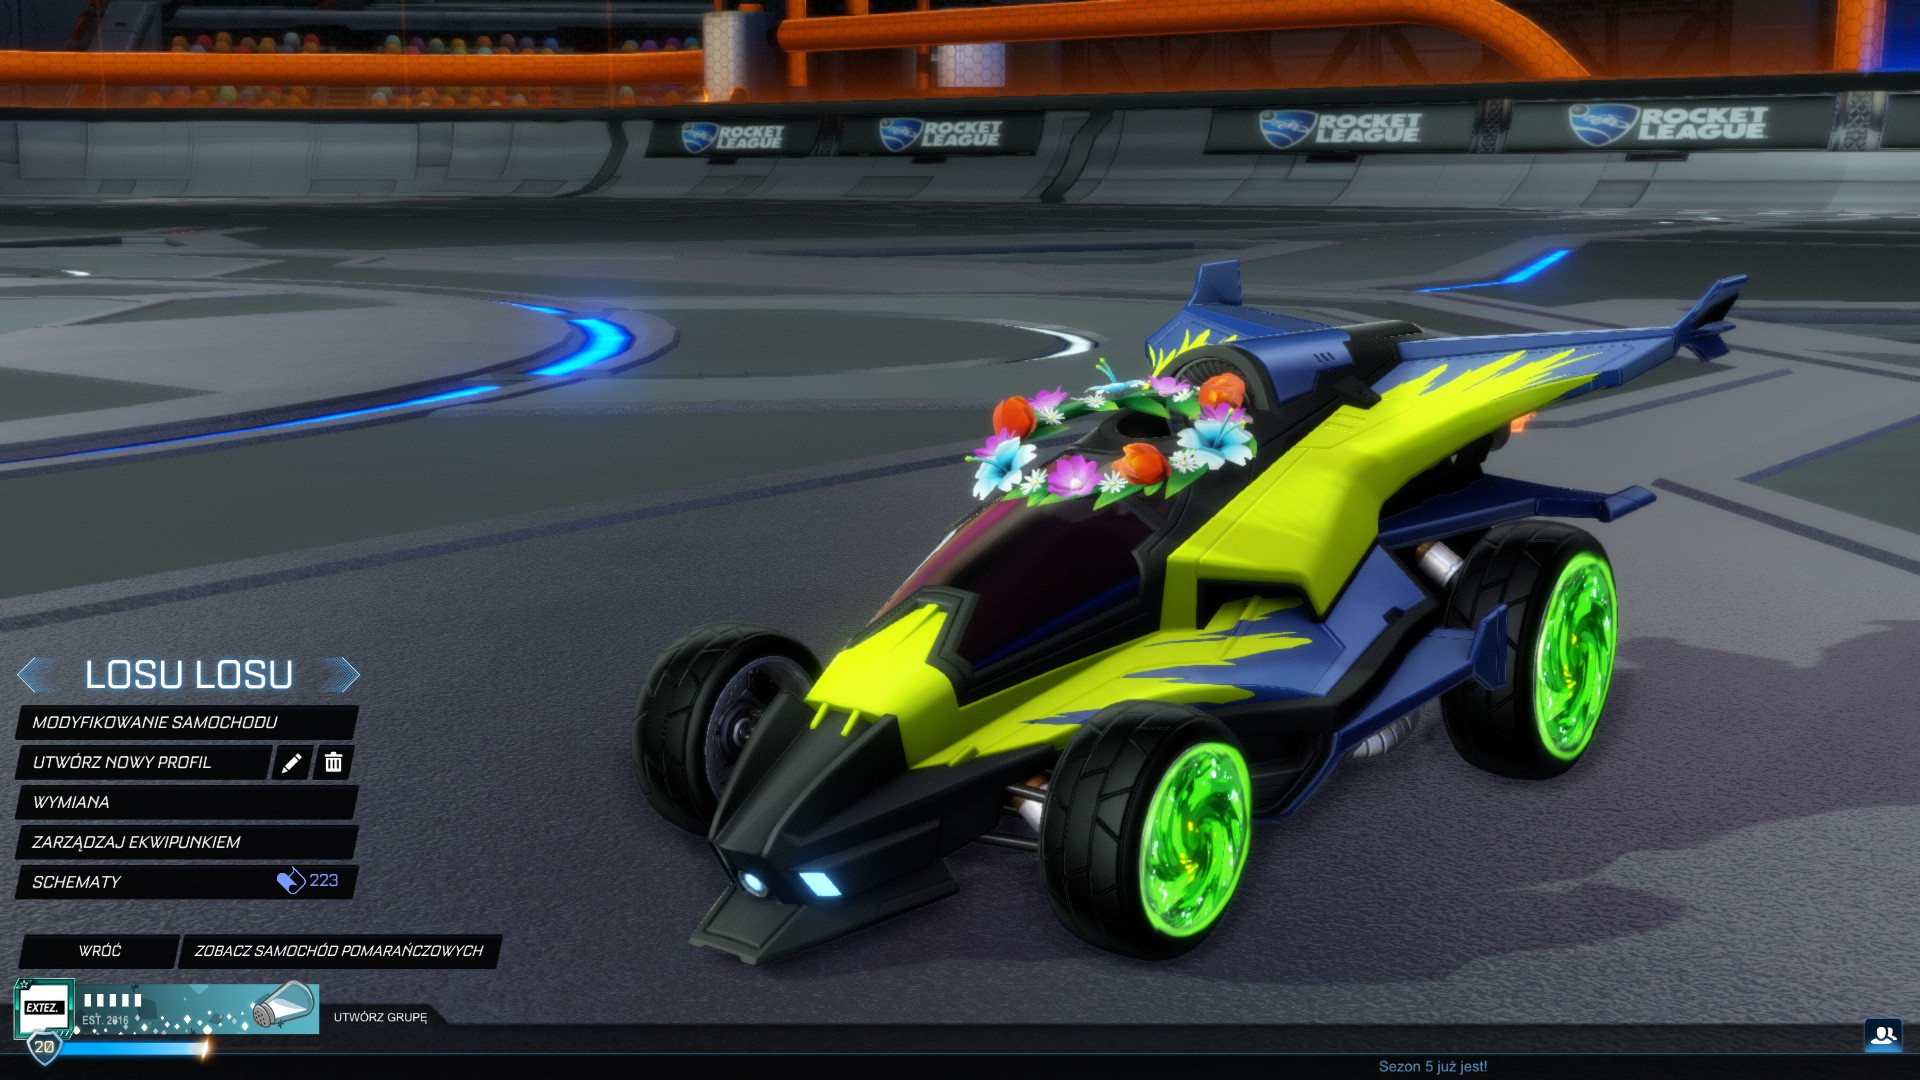 ROCKET
LEAGUE
ROCKET
LEAGUE
ROCKET
LEAGUE
ROCKET
LEAGUE
LOSU LOSU
MODYFIKOWANIE SAMOCHODU
UTWÓRZ NOWY PROFIL
WYMIANA
ZARZĄDZAJ EKWIPUNKIEM
SCHEMATY 223
WRÓĆ ZOBACZ SAMOCHÓD POMARAŃCZOWYCH
EXTEZ.
EST. 2016
UTWÓRZ GRUPĘ
20
Sezon 5 już jest!